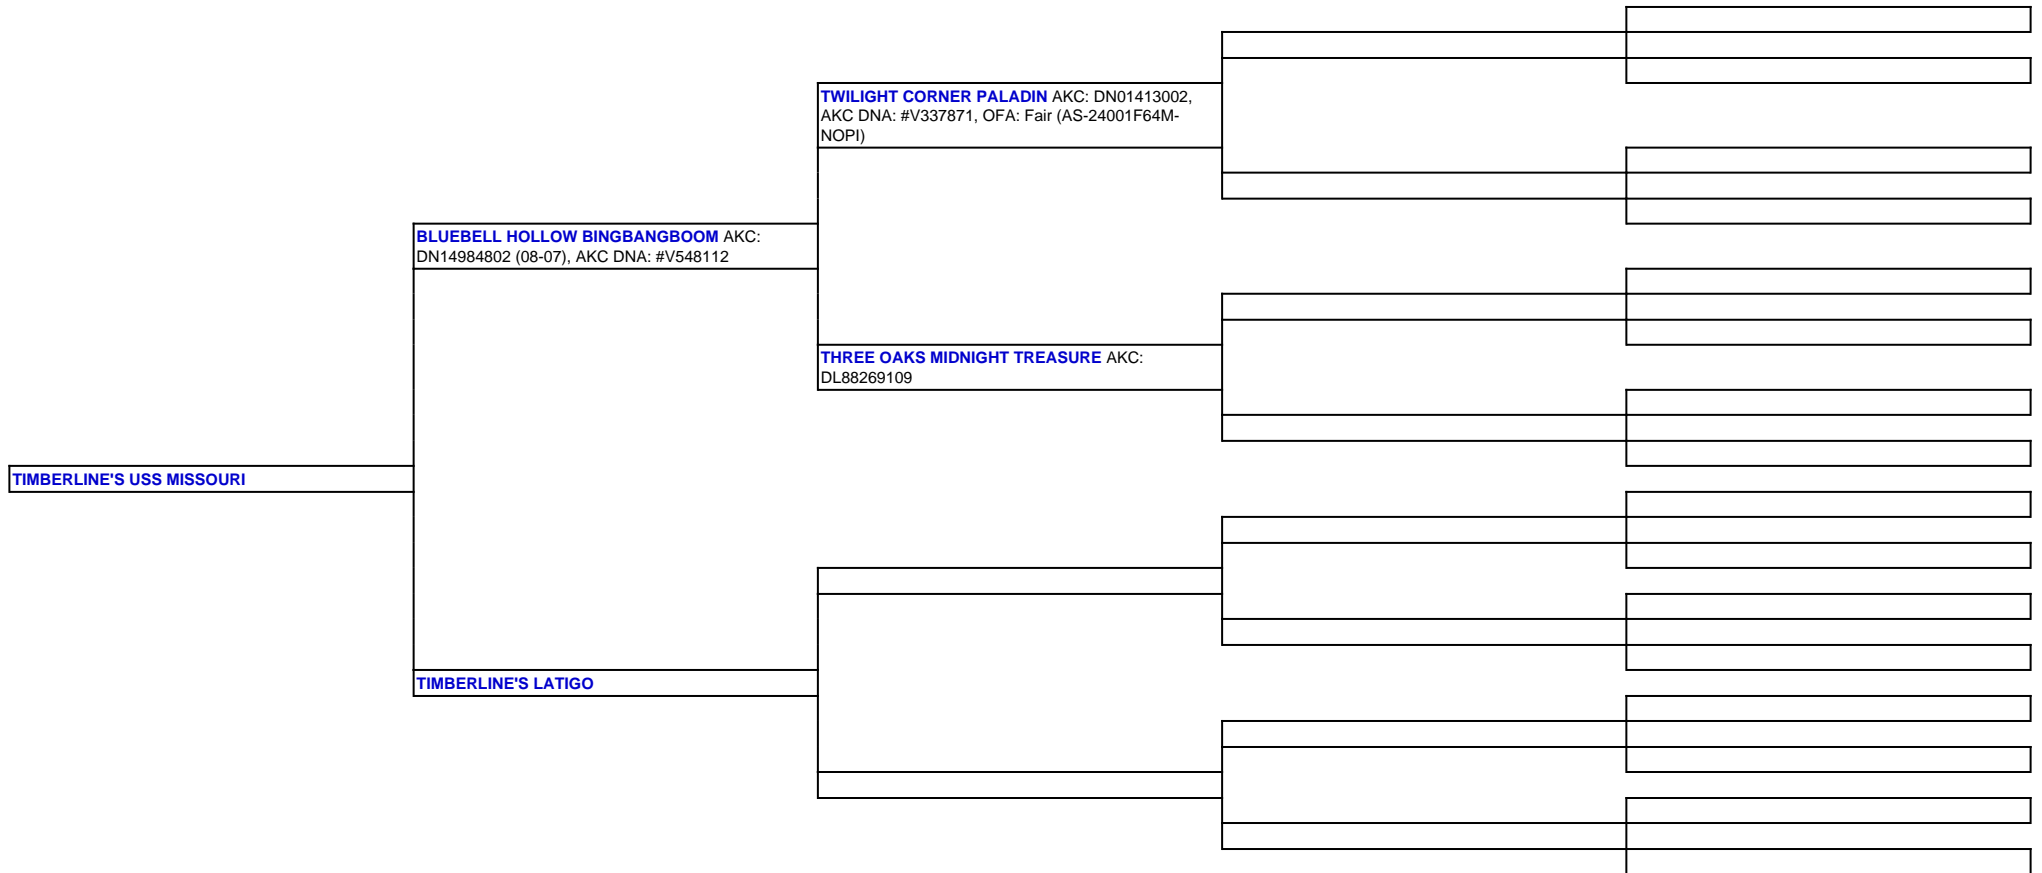 TWILIGHT CORNER PALADIN AKC: DN01413002,
AKC DNA: #V337871, OFA: Fair (AS-24001F64M-
NOPI)
BLUEBELL HOLLOW BINGBANGBOOM AKC:
DN14984802 (08-07), AKC DNA: #V548112
THREE OAKS MIDNIGHT TREASURE AKC:
DL88269109
TIMBERLINE'S USS MISSOURI
TIMBERLINE'S LATIGO